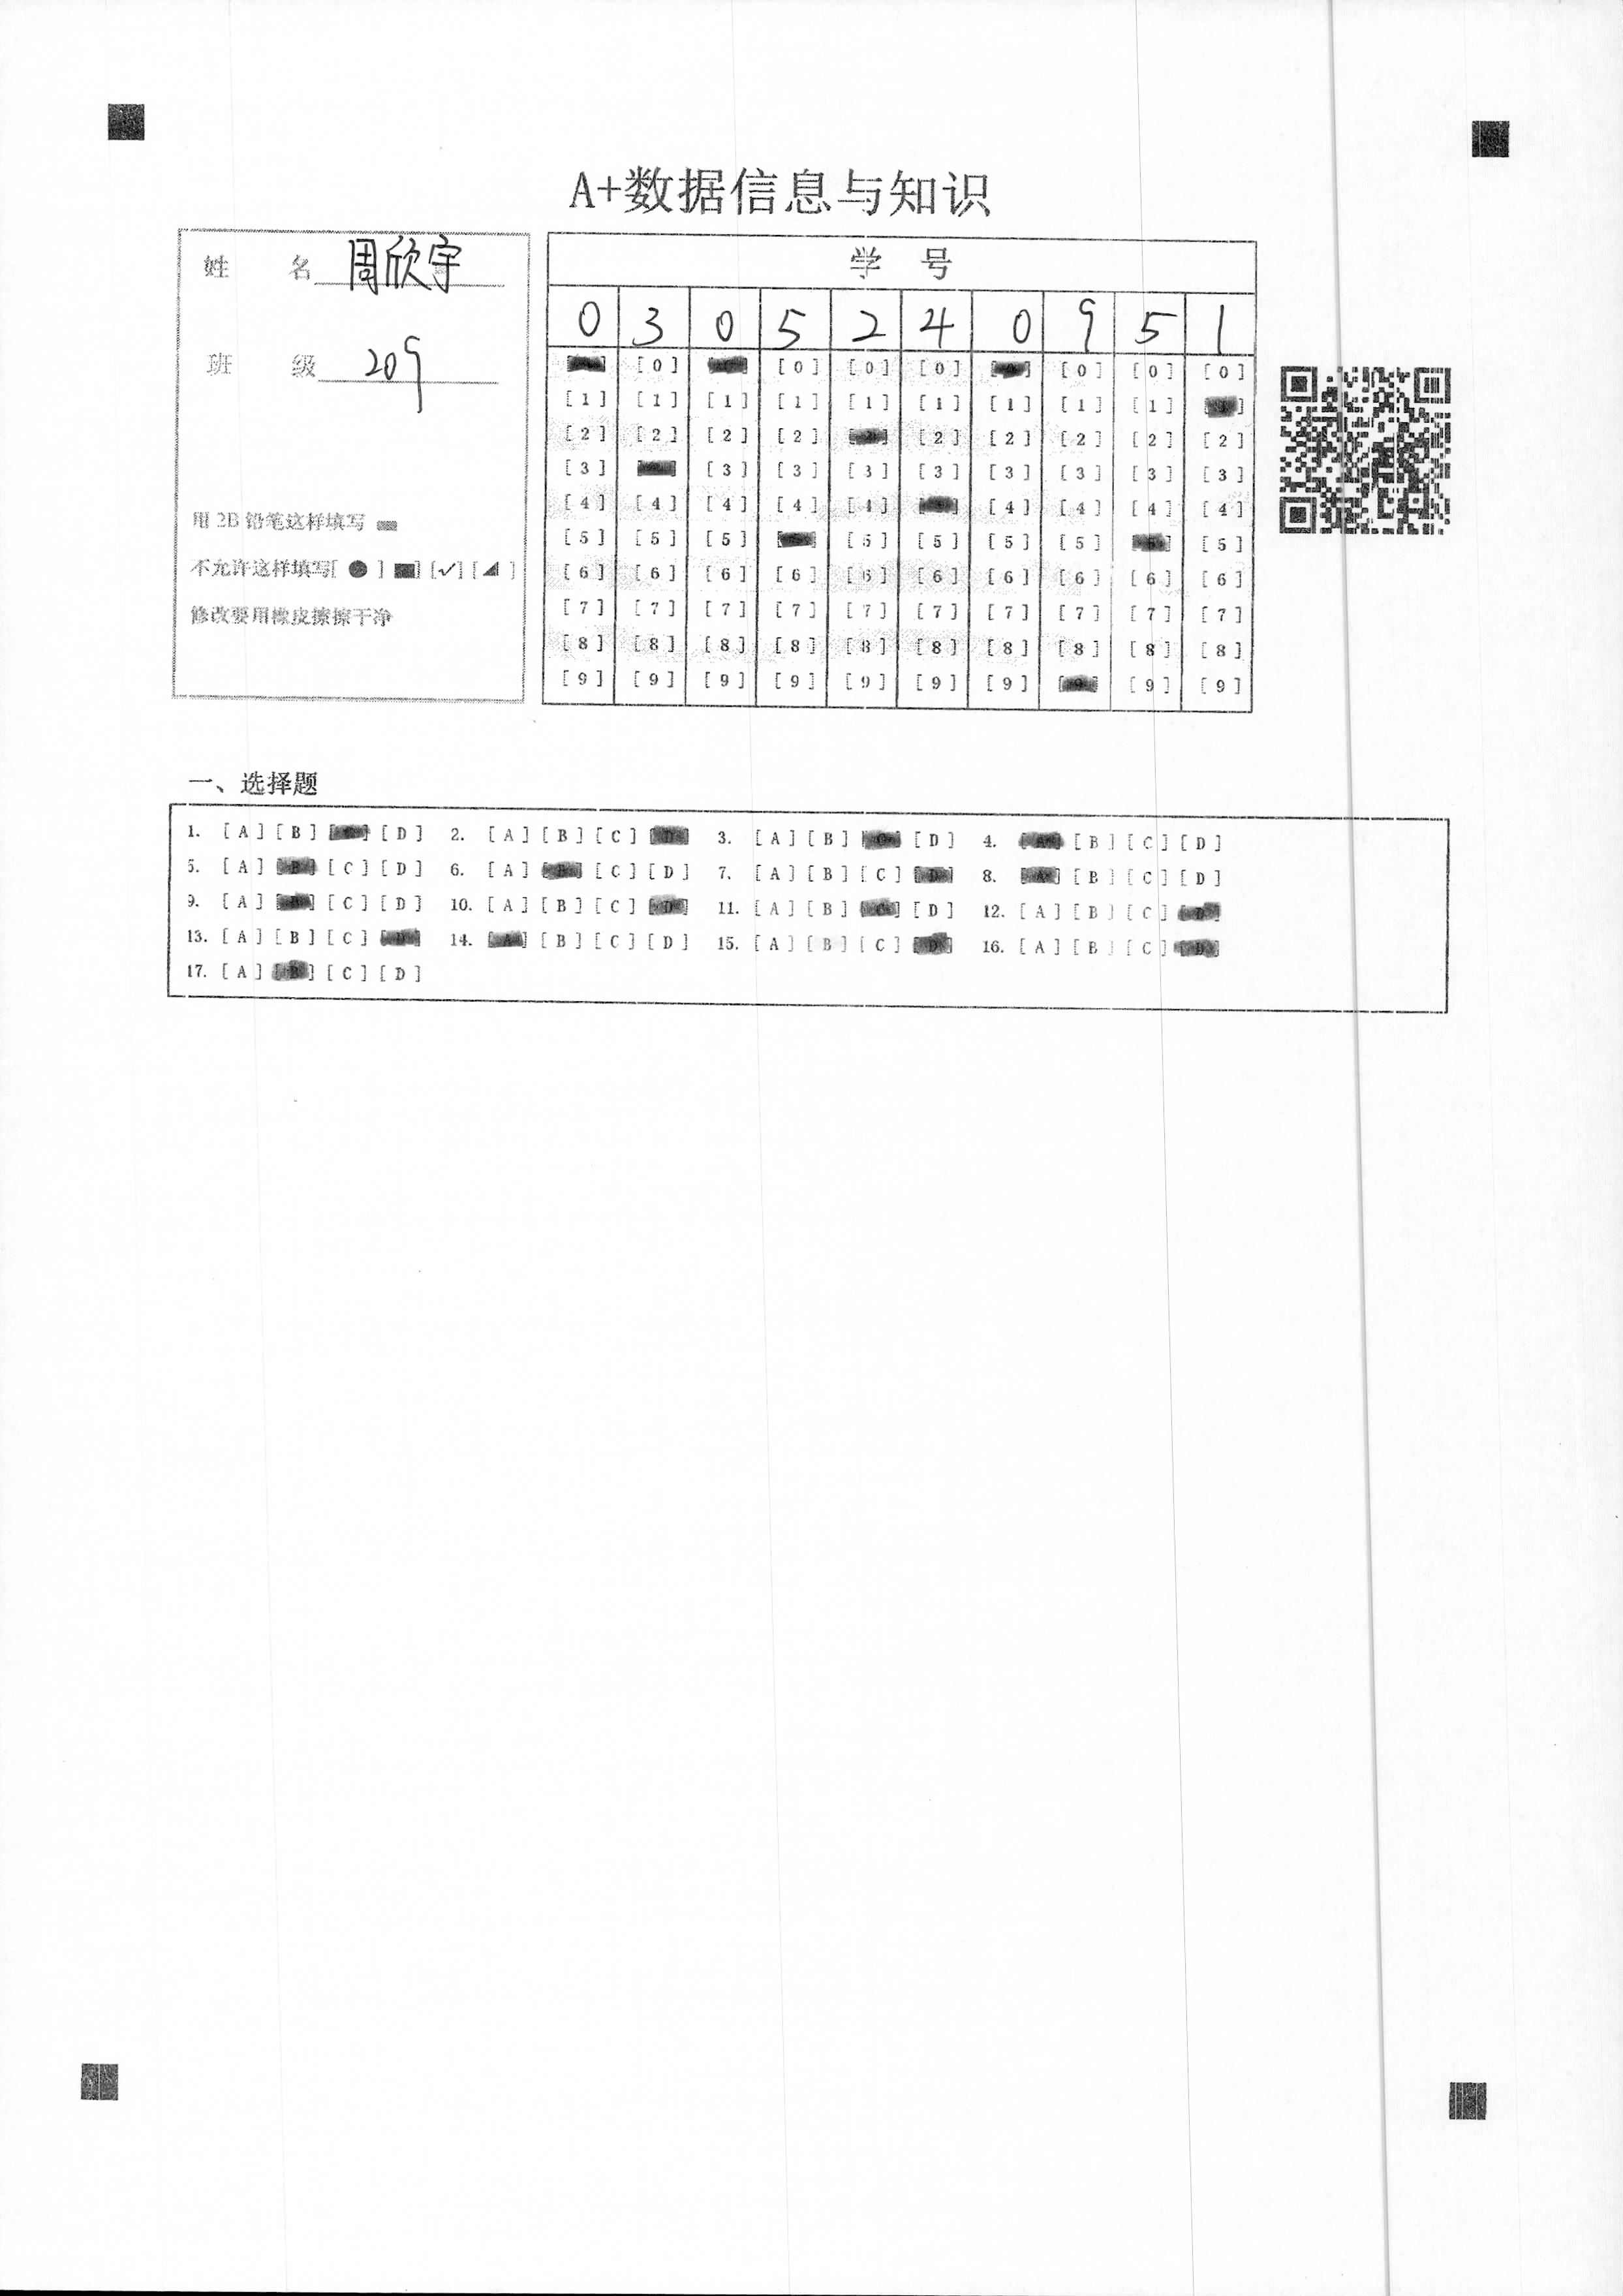 A+数据信息与知识
姓 名 周欣宇
班 级 209
用2B铅笔这样填写
不允许这样填写[ ● ] ■] [✓] [◢ ]
修改要用橡皮擦擦干净
学 号
0 3 0 5 2 4 0 9 5 1
[0] [0] [0] [0] [0] [0] [0]
[1] [1] [1] [1] [1] [1] [1] [1] [1]
[2] [2] [2] [2] [2] [2] [2] [2] [2]
[3] [3] [3] [3] [3] [3] [3] [3] [3]
[4] [4] [4] [4] [4] [4] [4] [4] [4]
[5] [5] [5] [5] [5] [5] [5] [5]
[6] [6] [6] [6] [6] [6] [6] [6] [6] [6]
[7] [7] [7] [7] [7] [7] [7] [7] [7] [7]
[8] [8] [8] [8] [8] [8] [8] [8] [8] [8]
[9] [9] [9] [9] [9] [9] [9] [9] [9]
一、选择题
1. [A] [B] [D] 2. [A] [B] [C] [D] 3. [A] [B] [C] [D] 4. [A] [B] [C] [D]
5. [A] [B] [C] [D] 6. [A] [B] [C] [D] 7. [A] [B] [C] [D] 8. [A] [B] [C] [D]
9. [A] [B] [C] [D] 10. [A] [B] [C] [D] 11. [A] [B] [C] [D] 12. [A] [B] [C] [D]
13. [A] [B] [C] [D] 14. [A] [B] [C] [D] 15. [A] [B] [C] [D] 16. [A] [B] [C] [D]
17. [A] [B] [C] [D]